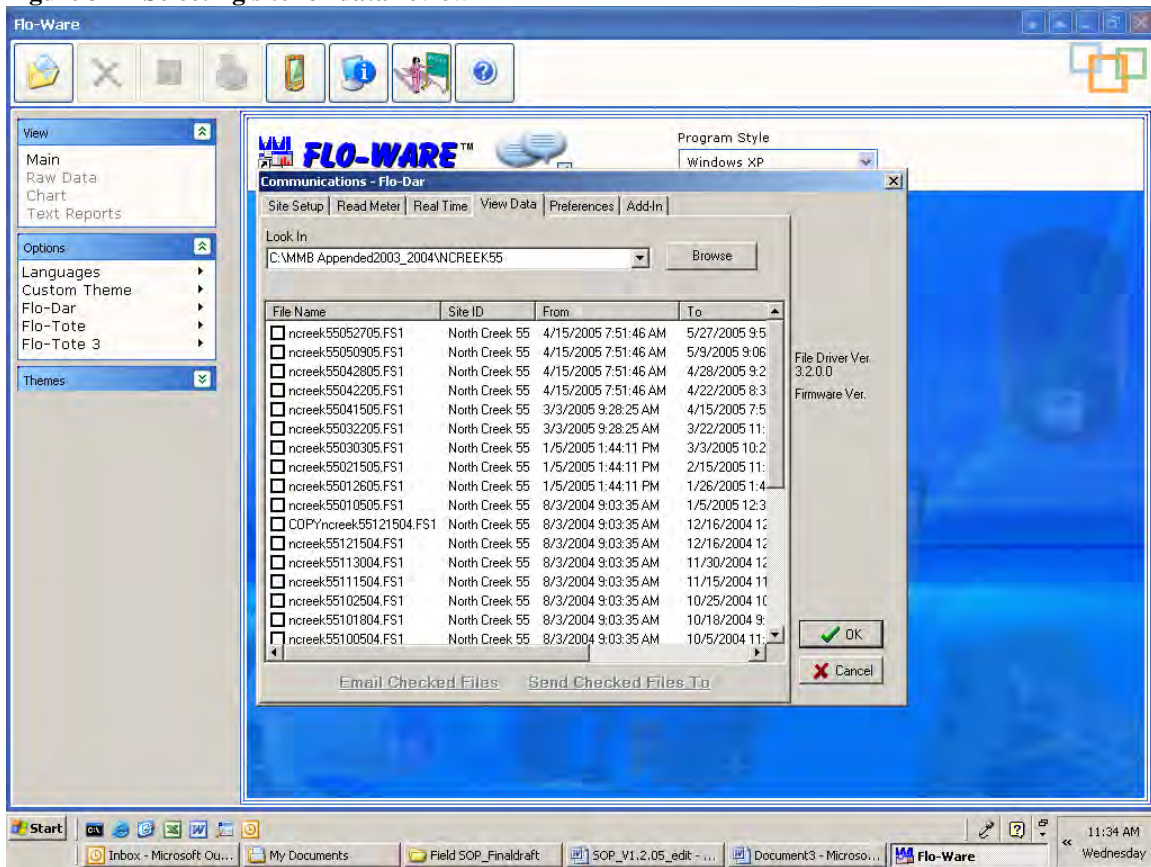 Flo-Ware
View
Main
Raw Data
Chart
Text Reports
Options
Languages
Custom Theme
Flo-Dar
Flo-Tote
Flo-Tote 3
Themes
MMI FLO-WARE™
Program Style
Windows XP
Communications - Flo-Dar
Site Setup Read Meter Real Time View Data Preferences Add-In
Look In
C:\MMB Appended2003_2004\NCREEK55 Browse
File Name Site ID From To
ncreek55052705.FS1 North Creek 55 4/15/2005 7:51:46 AM 5/27/2005 9:5
ncreek55050905.FS1 North Creek 55 4/15/2005 7:51:46 AM 5/9/2005 9:06
ncreek55042805.FS1 North Creek 55 4/15/2005 7:51:46 AM 4/28/2005 9:2
ncreek55042205.FS1 North Creek 55 4/15/2005 7:51:46 AM 4/22/2005 8:3
ncreek55041505.FS1 North Creek 55 3/3/2005 9:28:25 AM 4/15/2005 7:5
ncreek55032205.FS1 North Creek 55 3/3/2005 9:28:25 AM 3/22/2005 11:
ncreek55030305.FS1 North Creek 55 1/5/2005 1:44:11 PM 3/3/2005 10:2
ncreek55021505.FS1 North Creek 55 1/5/2005 1:44:11 PM 2/15/2005 11:
ncreek55012605.FS1 North Creek 55 1/5/2005 1:44:11 PM 1/26/2005 1:4
ncreek55010505.FS1 North Creek 55 8/3/2004 9:03:35 AM 1/5/2005 12:3
COPYncreek55121504.FS1 North Creek 55 8/3/2004 9:03:35 AM 12/16/2004 12
ncreek55121504.FS1 North Creek 55 8/3/2004 9:03:35 AM 12/16/2004 12
ncreek55113004.FS1 North Creek 55 8/3/2004 9:03:35 AM 11/30/2004 12
ncreek55111504.FS1 North Creek 55 8/3/2004 9:03:35 AM 11/15/2004 11
ncreek55102504.FS1 North Creek 55 8/3/2004 9:03:35 AM 10/25/2004 10
ncreek55101804.FS1 North Creek 55 8/3/2004 9:03:35 AM 10/18/2004 9:
ncreek55100504.FS1 North Creek 55 8/3/2004 9:03:35 AM 10/5/2004 11:
File Driver Ver.
3.2.0.0
Firmware Ver.
OK
Cancel
Email Checked Files Send Checked Files To
Start
11:34 AM
Inbox - Microsoft Ou... My Documents Field SOP_Finaldraft SOP_V1.2.05_edit - ... Document3 - Microso... Flo-Ware
Wednesday